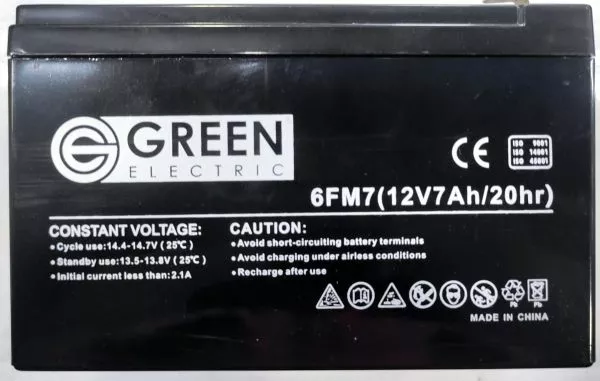 GREEN
ELECTRIC
CE
ISO 9001
ISO 14001
ISO 45001
6FM7(12V7Ah/20hr)
CONSTANT VOLTAGE:
Cycle use:14.4-14.7V (25℃)
Standby use:13.5-13.8V (25℃)
Initial current less than: 2.1A
CAUTION:
Avoid short-circuiting battery terminals
Avoid charging under airless conditions
Recharge after use
Pb
Pb
MADE IN CHINA